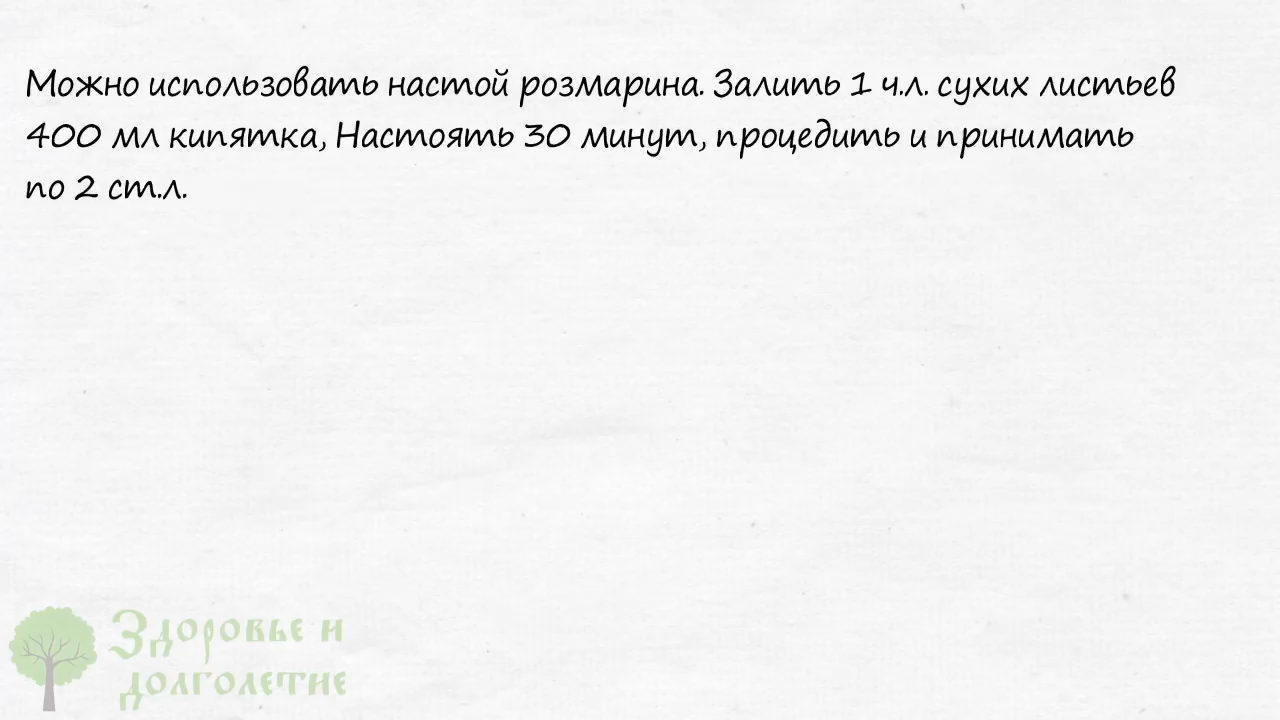 Можно использовать настой розмарина. Залить 1 ч.л. сухих листьев
400 мл кипятка, Настоять 30 минут, процедить и принимать
по 2 ст.л.
Здоровье и
долголетие